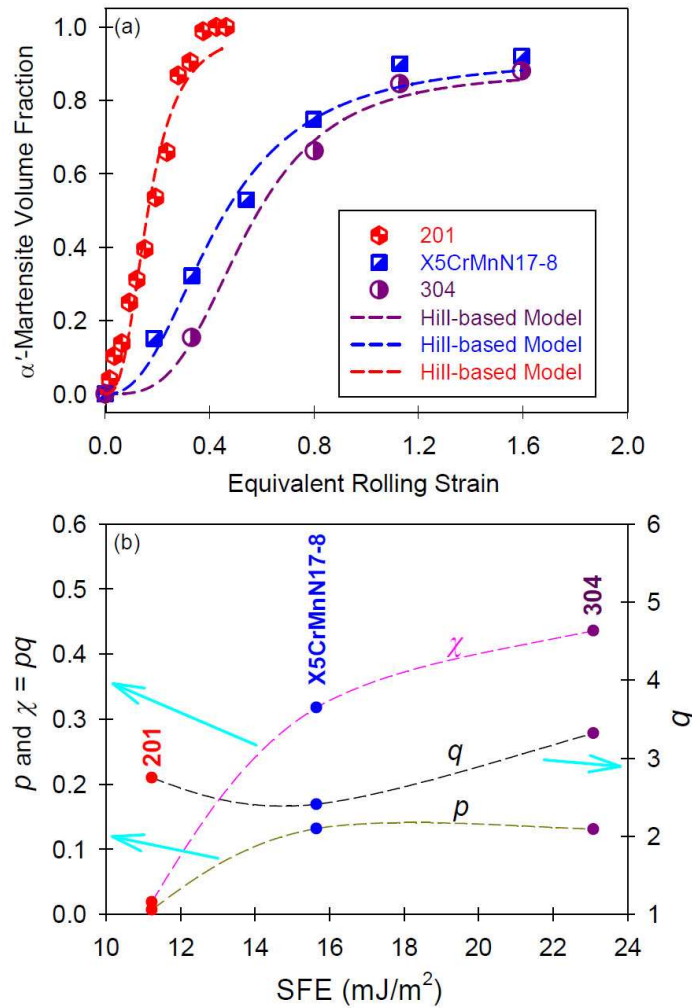 (a)
1.0
0.8
0.6
0.4
0.2
0.0
α'-Martensite Volume Fraction
201
X5CrMnN17-8
304
Hill-based Model
Hill-based Model
Hill-based Model
0.0 0.4 0.8 1.2 1.6 2.0
Equivalent Rolling Strain
(b)
0.6
0.5
0.4
0.3
0.2
0.1
0.0
p and χ = pq
201
X5CrMnN17-8
304
χ
q
p
6
5
4
3
2
1
q
10 12 14 16 18 20 22 24
SFE (mJ/m²)